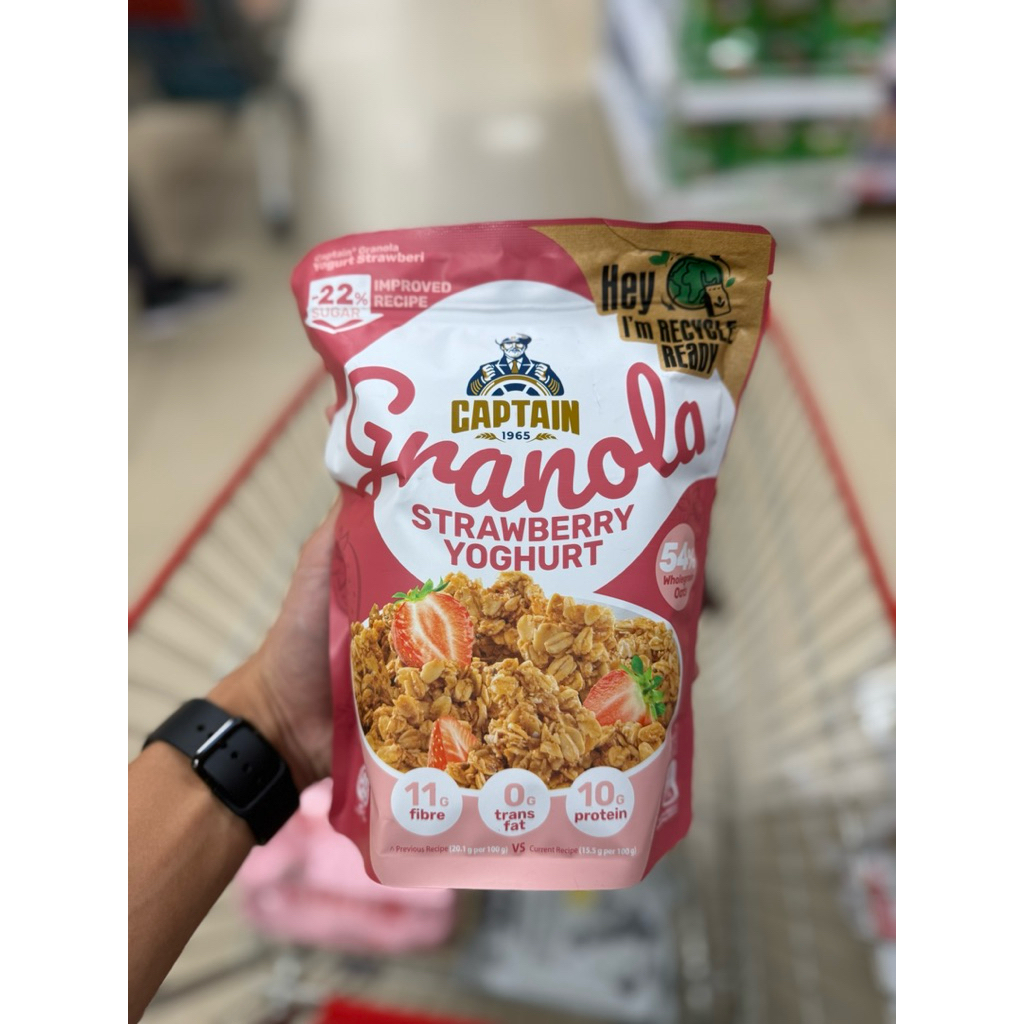 Captain® Granola
Yogurt Strawberi
-22%
SUGAR
IMPROVED
RECIPE
Hey
I'm RECYCLE
READY
CAPTAIN
1965
Granola
STRAWBERRY
YOGHURT
54%
Wholegrain
Oats
11G
fibre
0G
trans
fat
10G
protein
Previous Recipe (20.1 g per 100 g) VS Current Recipe (15.5 g per 100 g)